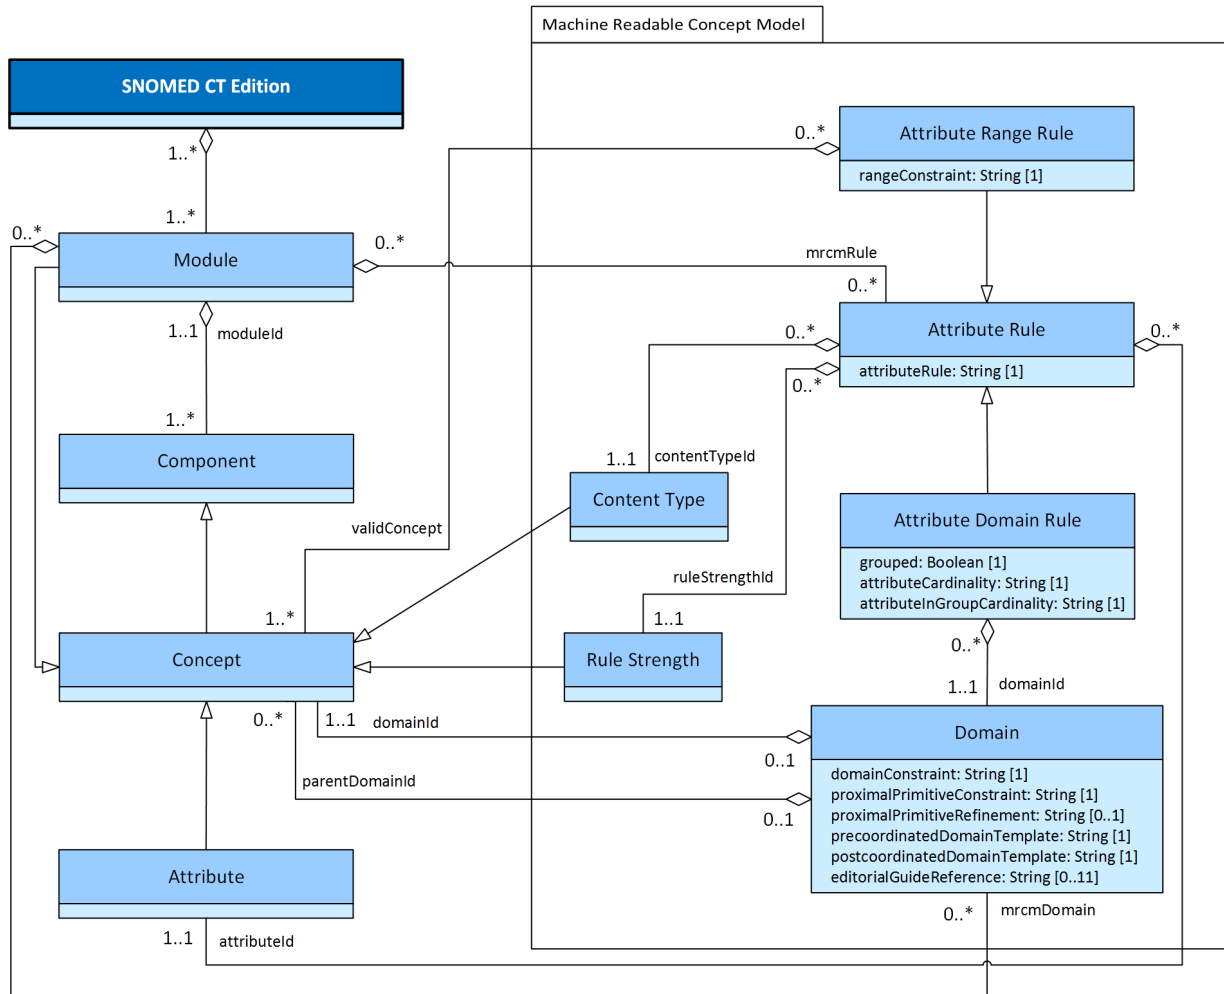 Machine Readable Concept Model
SNOMED CT Edition
1..*
1..*
0..*
Module
0..*
mrcmRule
0..*
1..1
moduleId
1..*
Component
0..*
Attribute Range Rule
rangeConstraint: String [1]
Attribute Rule
attributeRule: String [1]
0..*
0..*
0..*
1..1
contentTypeId
Content Type
validConcept
ruleStrengthId
1..1
Rule Strength
Attribute Domain Rule
grouped: Boolean [1]
attributeCardinality: String [1]
attributeInGroupCardinality: String [1]
0..*
1..1
domainId
1..*
Concept
0..*
1..1
domainId
0..1
parentDomainId
0..1
Domain
domainConstraint: String [1]
proximalPrimitiveConstraint: String [1]
proximalPrimitiveRefinement: String [0..1]
precoordinatedDomainTemplate: String [1]
postcoordinatedDomainTemplate: String [1]
editorialGuideReference: String [0..11]
0..*
mrcmDomain
Attribute
1..1
attributeId